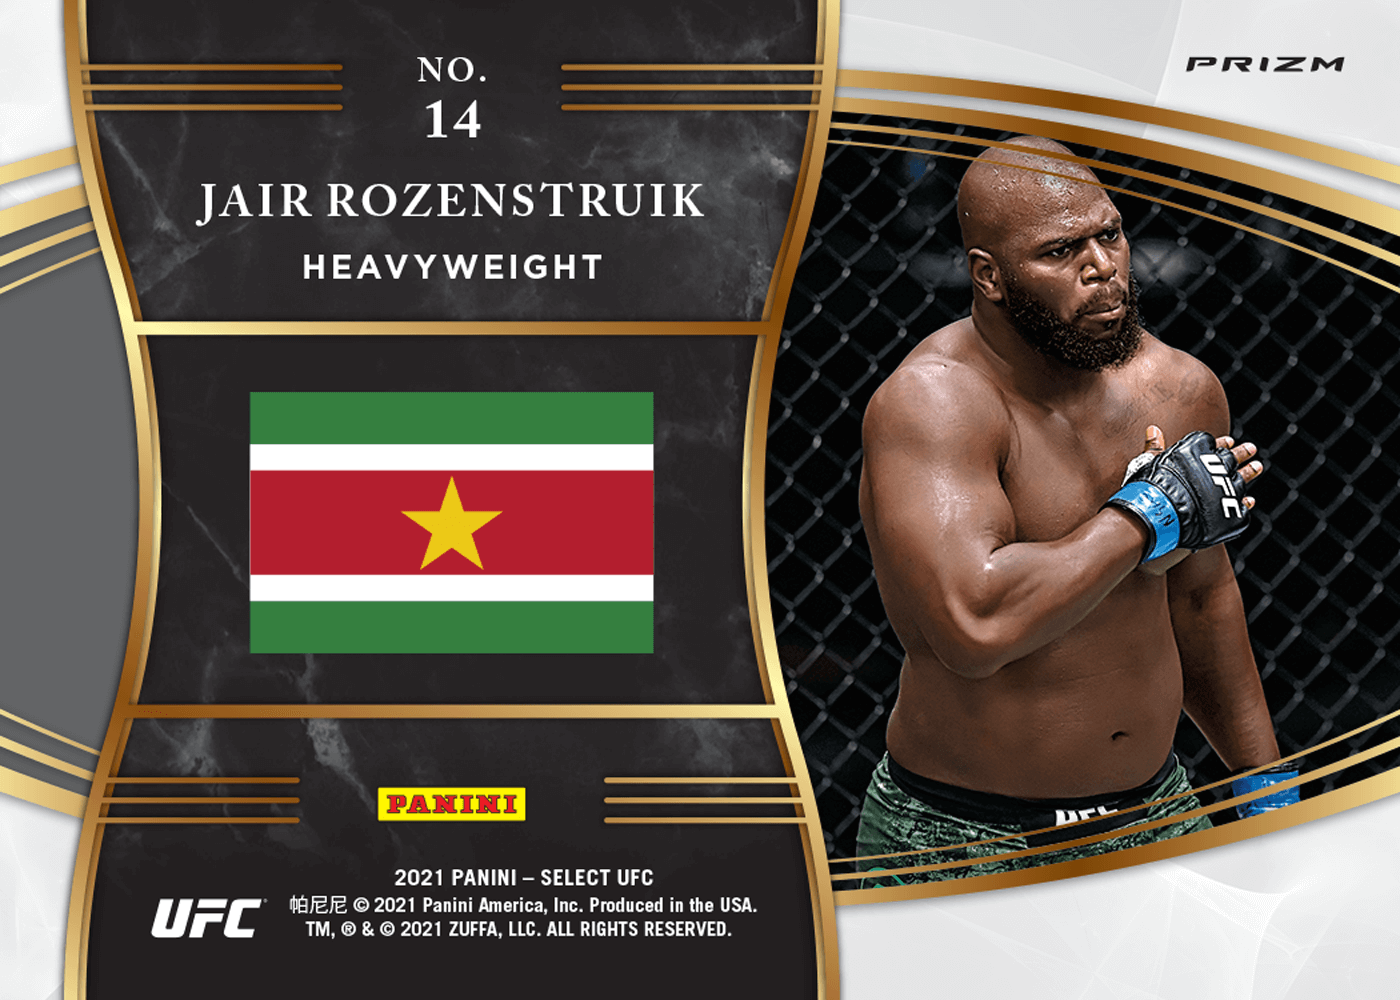 NO.
14
JAIR ROZENSTRUIK
HEAVYWEIGHT
PRIZM
UFC
UFC
PANINI
2021 PANINI – SELECT UFC
UFC
帕尼尼 © 2021 Panini America, Inc. Produced in the USA.
TM, ® & © 2021 ZUFFA, LLC. ALL RIGHTS RESERVED.